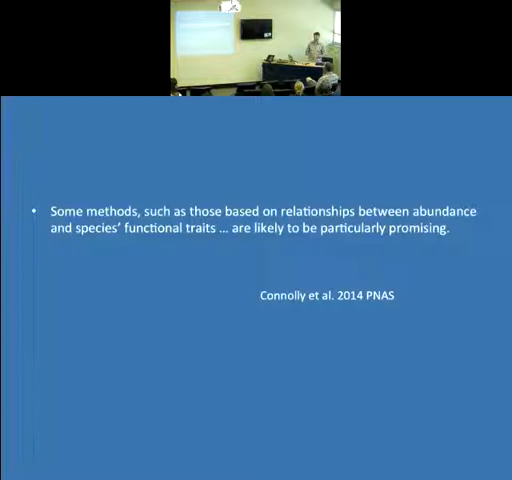 • Some methods, such as those based on relationships between abundance
and species' functional traits ... are likely to be particularly promising.
Connolly et al. 2014 PNAS